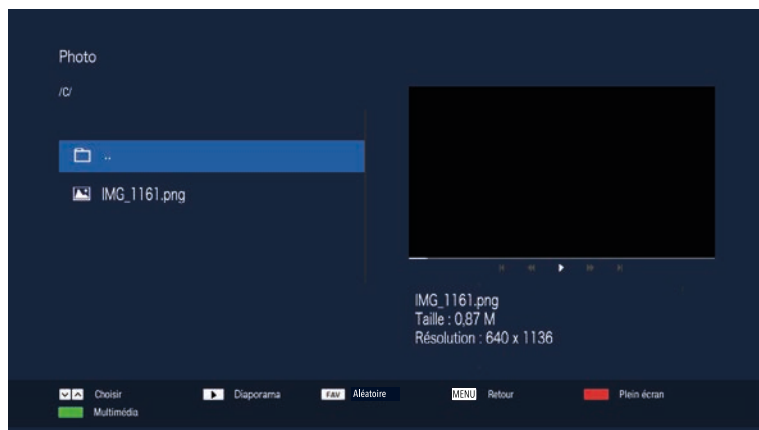 Photo
/C/
..
IMG_1161.png
IMG_1161.png
Taille : 0,87 M
Résolution : 640 x 1136
Choisir Diaporama FAV Aléatoire MENU Retour Plein écran
Multimédia